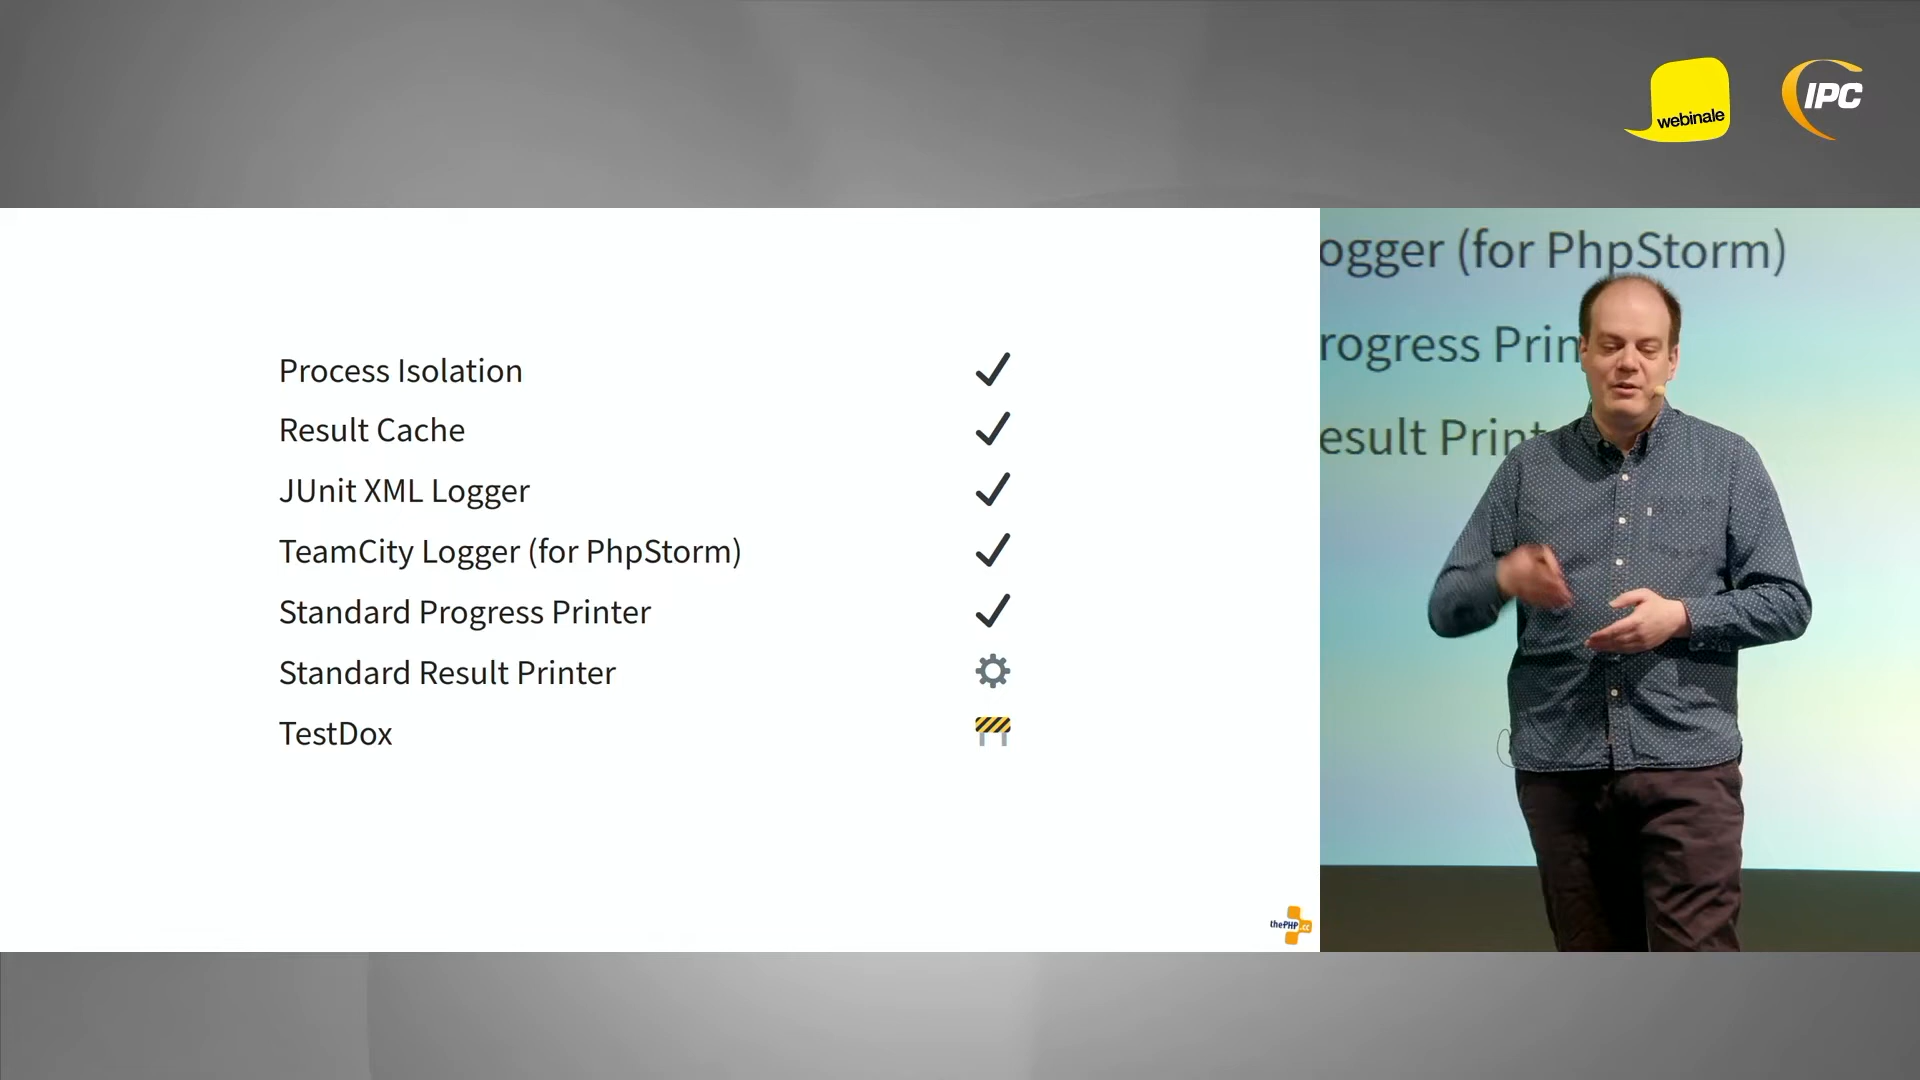 webinale
IPC
Process Isolation
Result Cache
JUnit XML Logger
TeamCity Logger (for PhpStorm)
Standard Progress Printer
Standard Result Printer
TestDox
thePHP.cc
ogger (for PhpStorm)
rogress Prin
esult Print